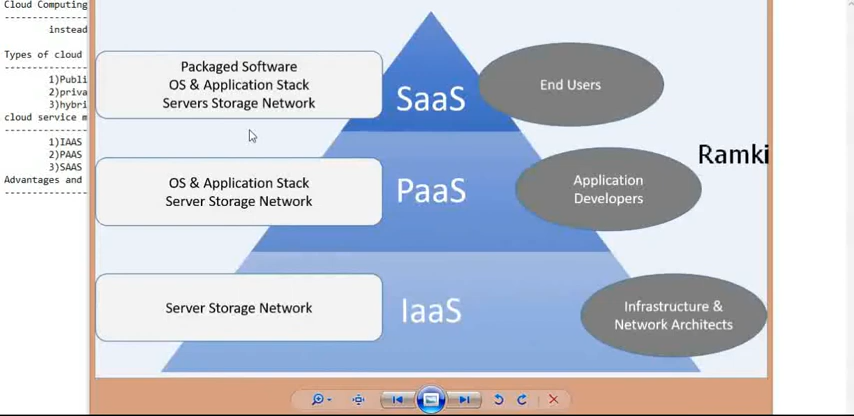 Cloud Computing
--------------------
instead
Types of cloud
--------------------
1)Publi
2)priva
3)hybri
cloud service m
--------------------
1)IAAS
2)PAAS
3)SAAS
Advantages and
--------------------
Packaged Software
OS & Application Stack
Servers Storage Network
SaaS
End Users
OS & Application Stack
Server Storage Network
PaaS
Application
Developers
Ramki
Server Storage Network
IaaS
Infrastructure &
Network Architects